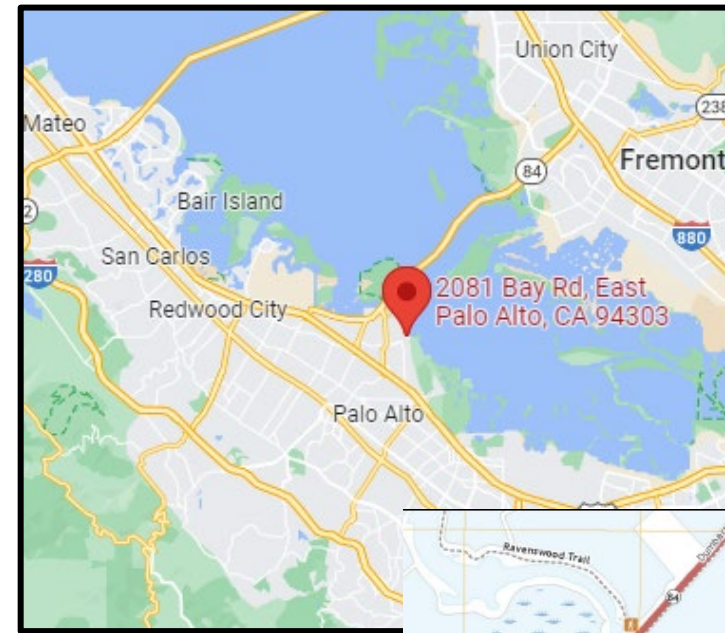 Union City
238
Mateo
84
Fremont
Bair Island
880
San Carlos
280
2081 Bay Rd, East
Palo Alto, CA 94303
Redwood City
Palo Alto
Ravenswood Trail
84